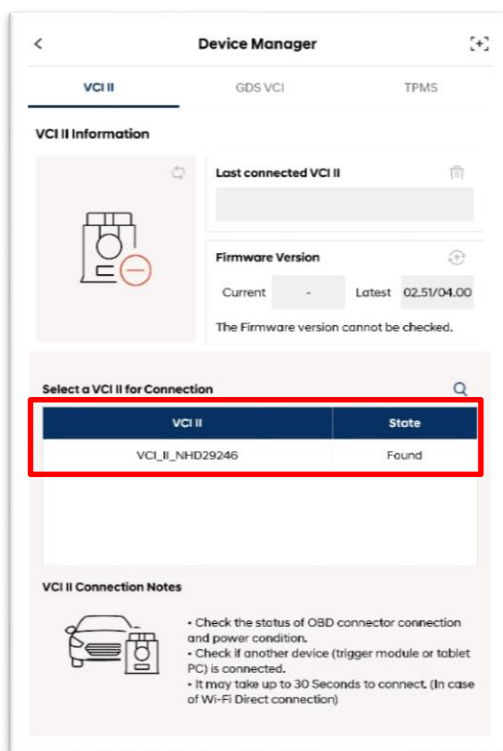 Device Manager
VCI II
GDS VCI
TPMS
VCI II Information
Last connected VCI II
Firmware Version
Current
-
Latest
02.51/04.00
The Firmware version cannot be checked.
Select a VCI II for Connection
VCI II
State
VCI_II_NHD29246
Found
VCI II Connection Notes
• Check the status of OBD connector connection
and power condition.
• Check if another device (trigger module or tablet
PC) is connected.
• It may take up to 30 Seconds to connect. (In case
of Wi-Fi Direct connection)